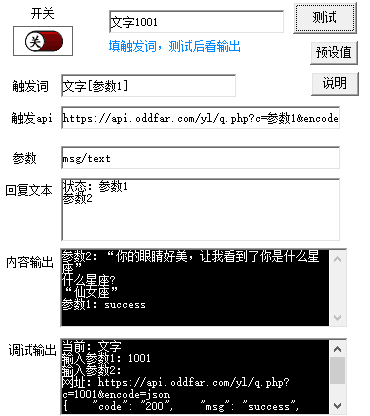 开关
关
文字1001
测试
填触发词，测试后看输出
预设值
说明
触发词
文字[参数1]
触发api
https://api.oddfar.com/yl/q.php?c=参数1&encode
参数
msg/text
回复文本
状态：参数1
参数2
内容输出
参数2：“你的眼睛好美，让我看到了你是什么星
座”
什么星座?
“仙女座”
参数1：success
调试输出
当前：文字
输入参数1：1001
输入参数2：
网址：https://api.oddfar.com/yl/q.php?
c=1001&encode=json
{ "code": "200", "msg": "success",